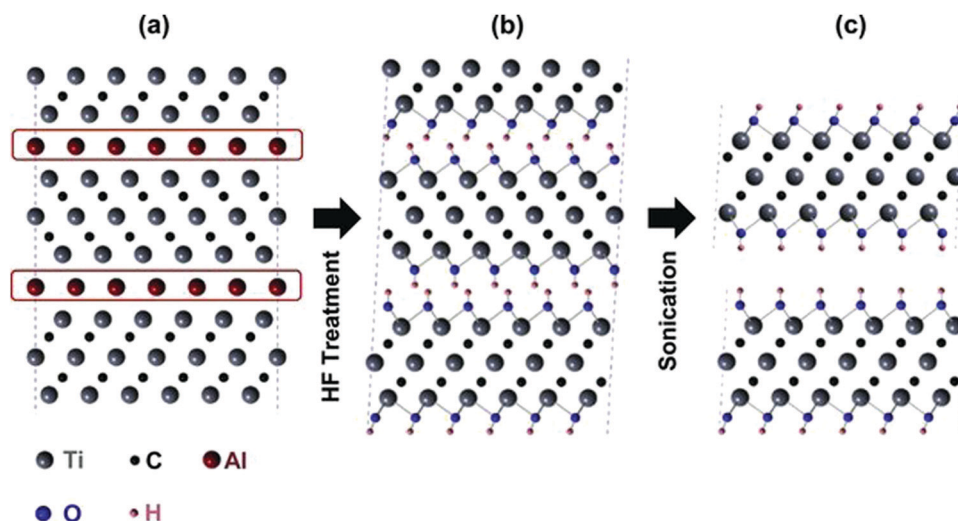 (a)
(b)
(c)
HF Treatment
Sonication
Ti
C
Al
O
H